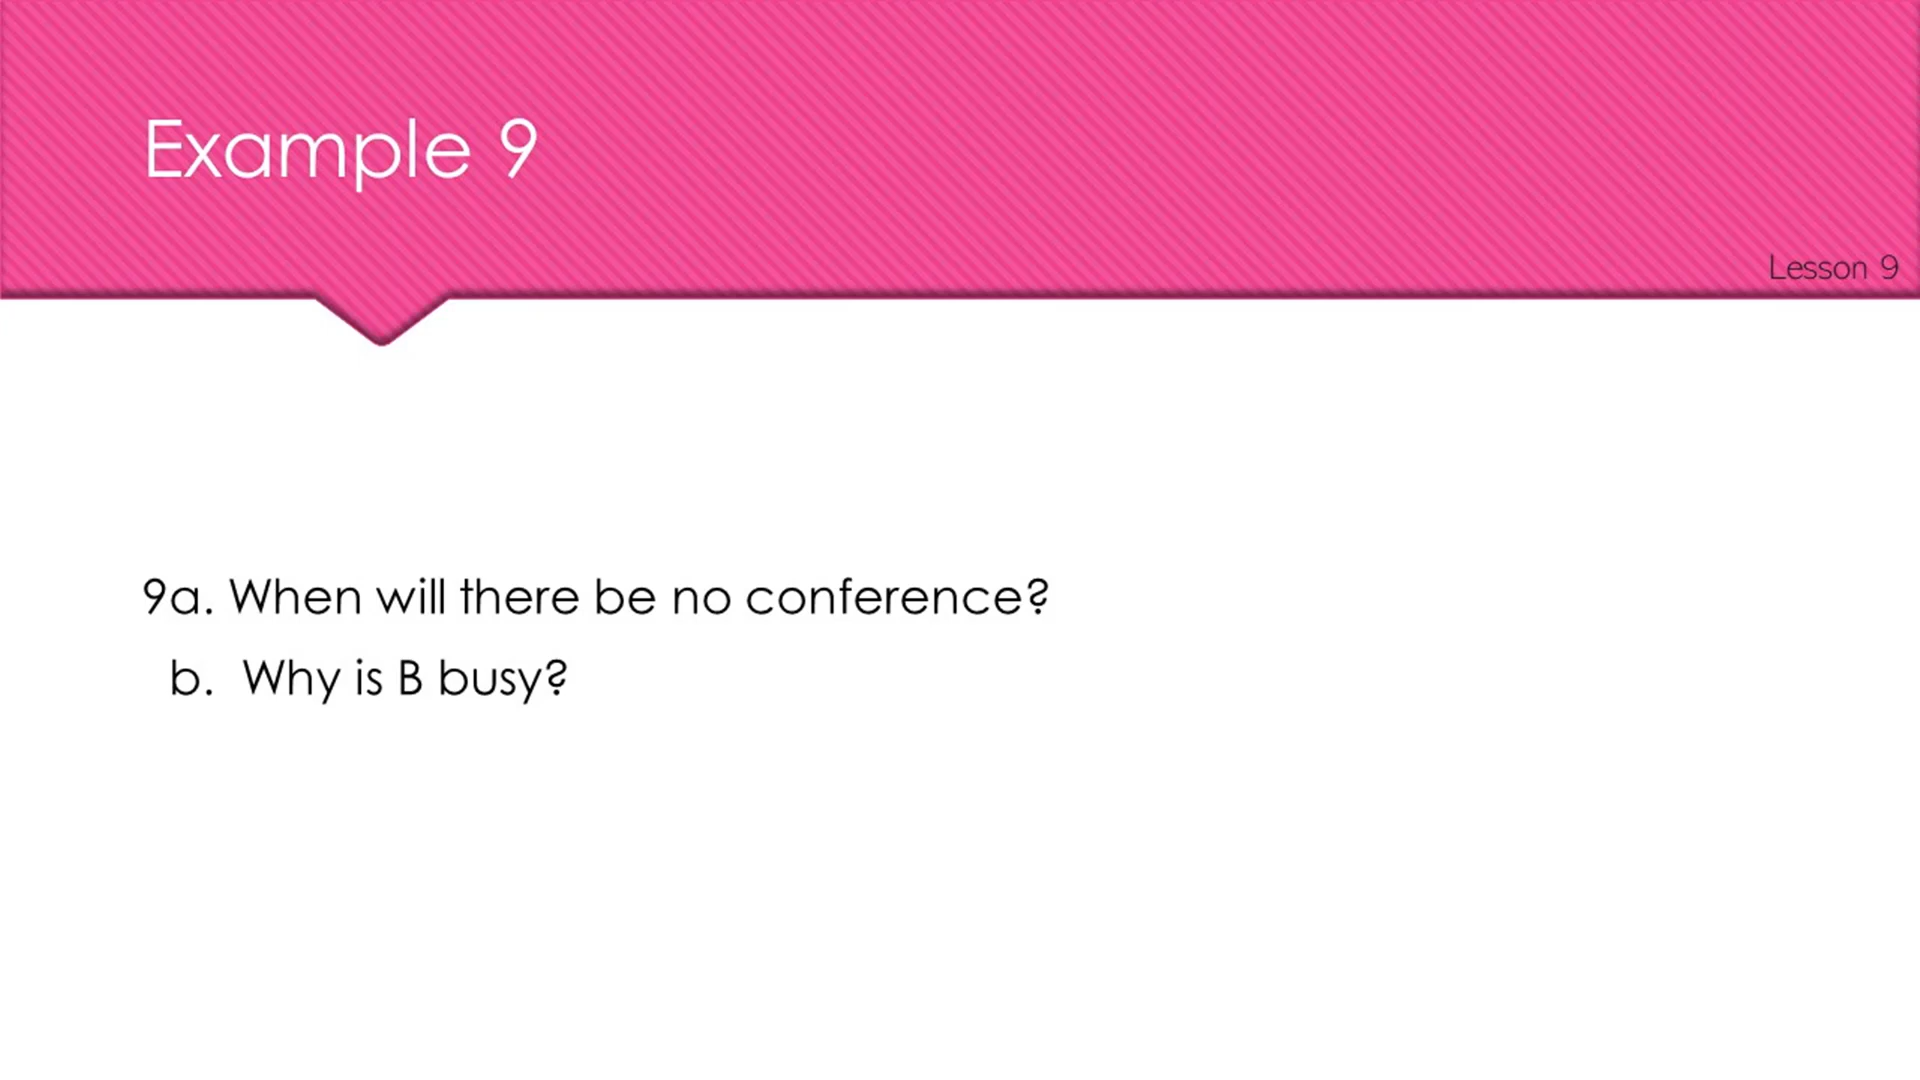 Example 9
Lesson 9
9a. When will there be no conference?
b. Why is B busy?